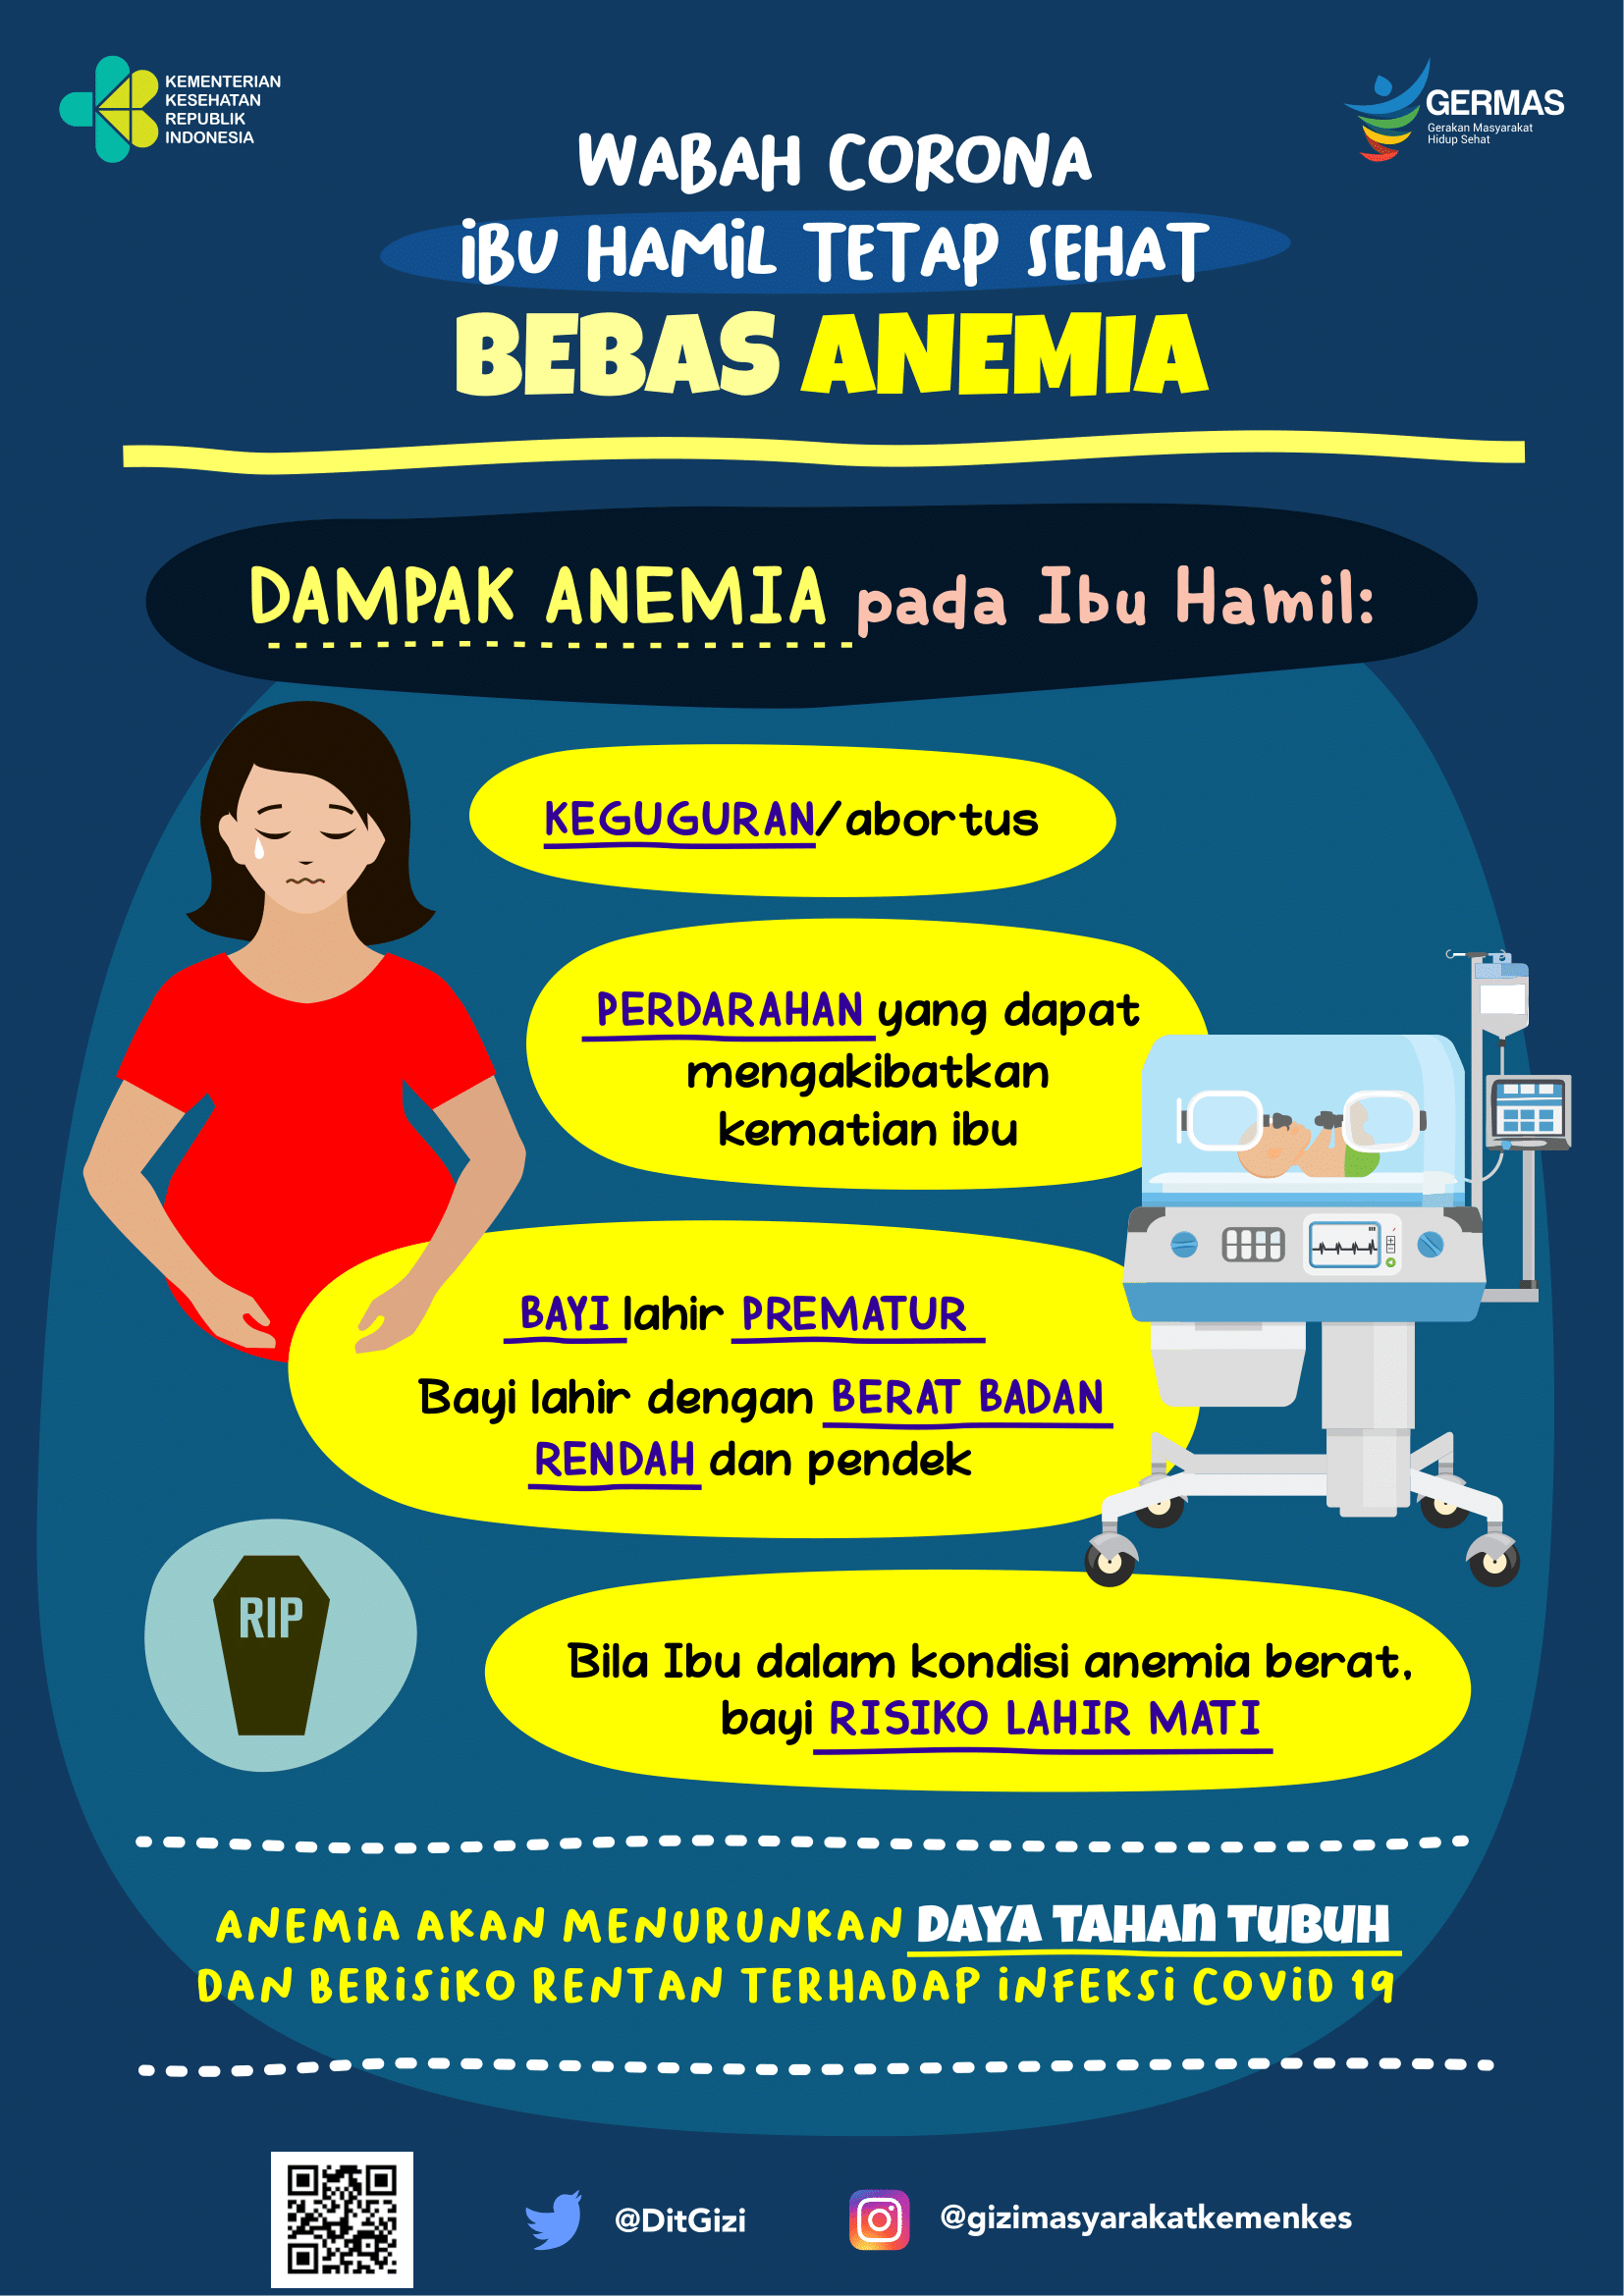 KEMENTERIAN
KESEHATAN
REPUBLIK
INDONESIA
GERMAS
Gerakan Masyarakat
Hidup Sehat
WABAH CORONA
iBU HAMiL TETAP SEHAT
BEBAS ANEMIA
DAMPAK ANEMIA pada Ibu Hamil:
KEGUGURAN/abortus
PERDARAHAN yang dapat
mengakibatkan
kematian ibu
BAYI lahir PREMATUR
Bayi lahir dengan BERAT BADAN
RENDAH dan pendek
RIP
Bila Ibu dalam kondisi anemia berat,
bayi RISIKO LAHIR MATI
ANEMiA AKAN MENURUNKAN DAYA TAHAN TUBUH
DAN BERiSiKO RENTAN TERHADAP iNFEKSi COViD 19
@DitGizi
@gizimasyarakatkemenkes